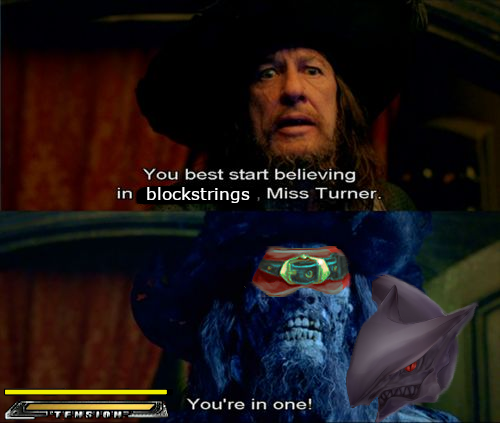 You best start believing
in blockstrings , Miss Turner.
You're in one!
TENSION